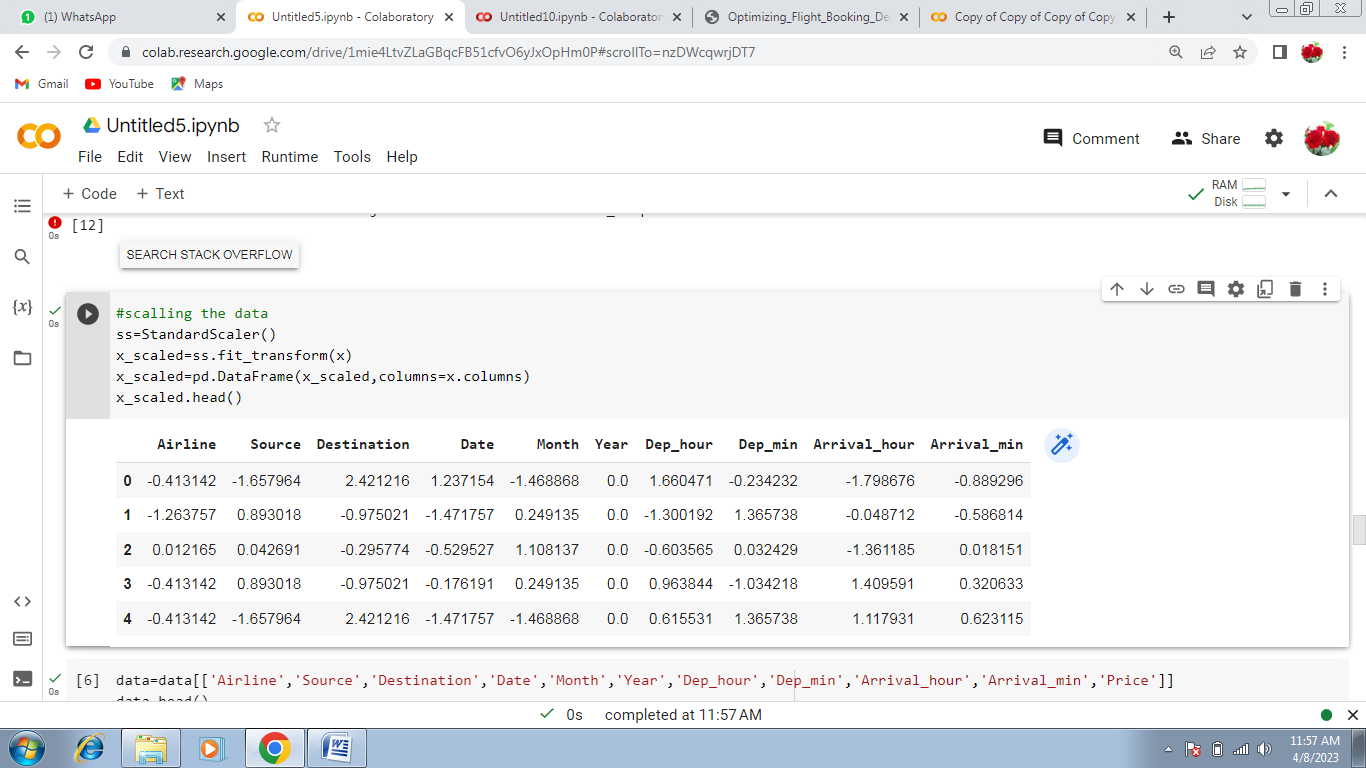 (1) WhatsApp
Untitled5.ipynb - Colaboratory
Untitled10.ipynb - Colaborator
Optimizing_Flight_Booking_De
Copy of Copy of Copy of Copy
colab.research.google.com/drive/1mie4LtvZLaGBqcFB51cfvO6yJxOpHm0P#scrollTo=nzDWcqwrjDT7
Gmail YouTube Maps
Untitled5.ipynb
Comment Share
File Edit View Insert Runtime Tools Help
+ Code + Text
RAM
Disk
[12]
0s
SEARCH STACK OVERFLOW
0s
#scalling the data
ss=StandardScaler()
x_scaled=ss.fit_transform(x)
x_scaled=pd.DataFrame(x_scaled,columns=x.columns)
x_scaled.head()
Airline Source Destination Date Month Year Dep_hour Dep_min Arrival_hour Arrival_min
0 -0.413142 -1.657964 2.421216 1.237154 -1.468868 0.0 1.660471 -0.234232 -1.798676 -0.889296
1 -1.263757 0.893018 -0.975021 -1.471757 0.249135 0.0 -1.300192 1.365738 -0.048712 -0.586814
2 0.012165 0.042691 -0.295774 -0.529527 1.108137 0.0 -0.603565 0.032429 -1.361185 0.018151
3 -0.413142 0.893018 -0.975021 -0.176191 0.249135 0.0 0.963844 -1.034218 1.409591 0.320633
4 -0.413142 -1.657964 2.421216 -1.471757 -1.468868 0.0 0.615531 1.365738 1.117931 0.623115
[6] data=data[['Airline','Source','Destination','Date','Month','Year','Dep_hour','Dep_min','Arrival_hour','Arrival_min','Price']]
0s
data.head()
0s completed at 11:57 AM
11:57 AM
4/8/2023